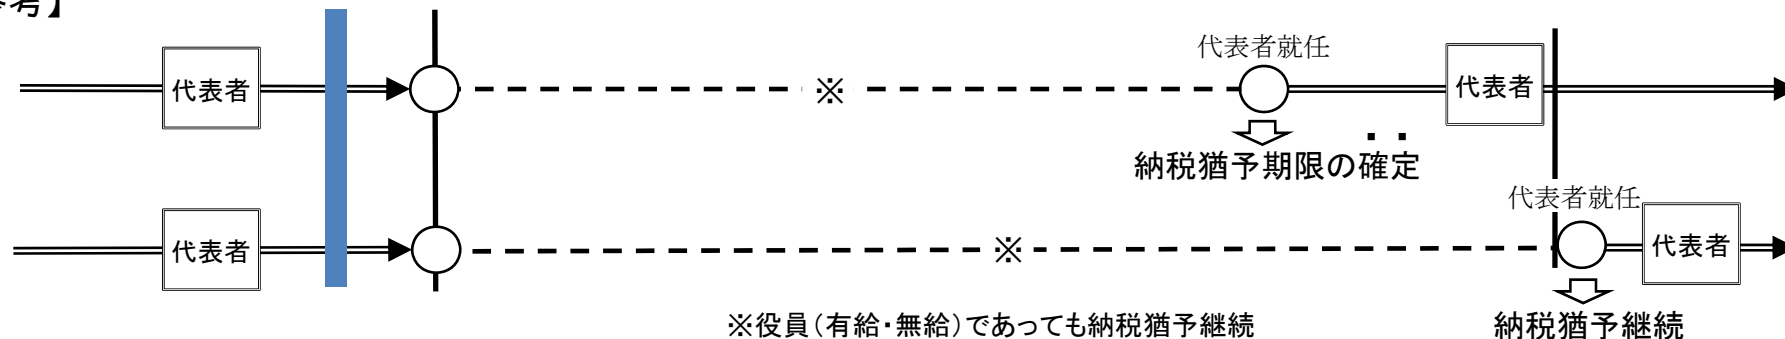 考】
代表者就任
代表者
※
代表者
納税猶予期限の確定
代表者就任
代表者
※
代表者
※役員(有給・無給)であっても納税猶予継続
納税猶予継続